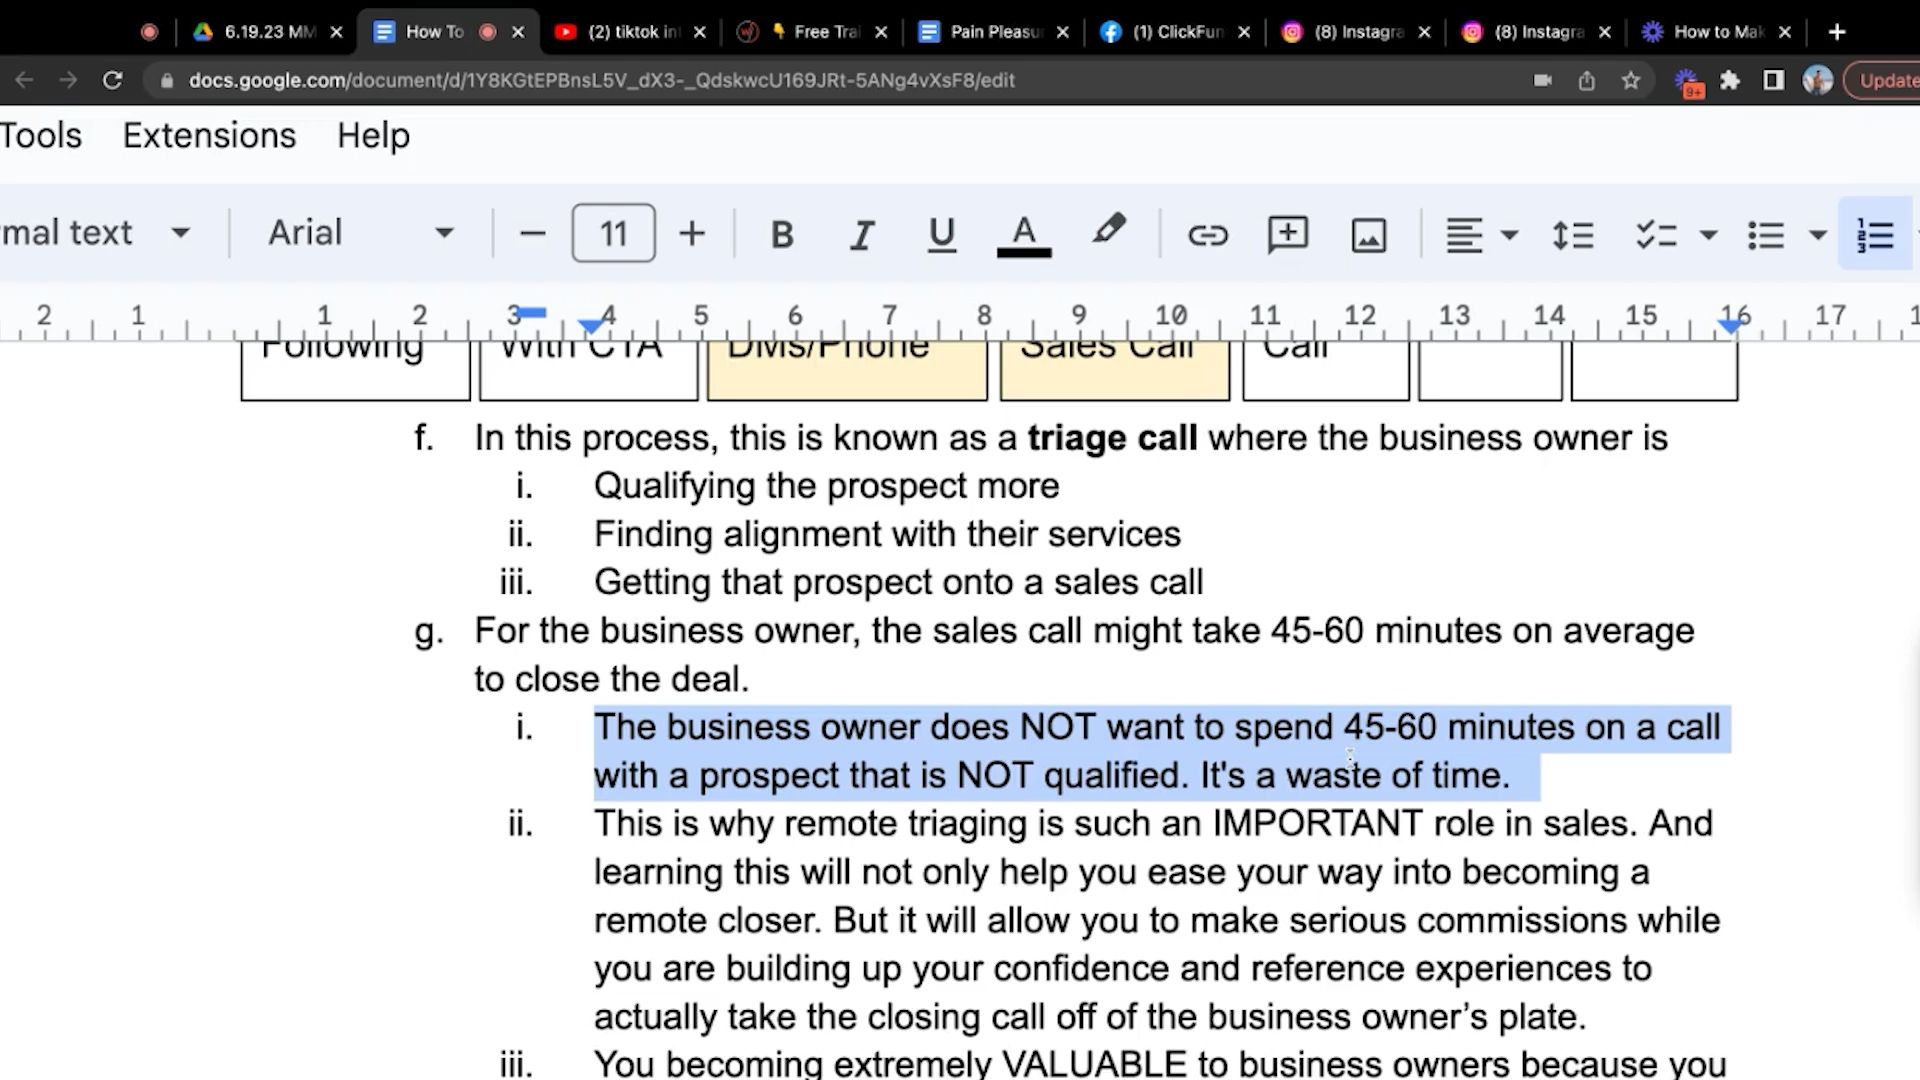 6.19.23 MM
How To
(2) tiktok int
Free Trai
Pain Pleasu
(1) ClickFun
(8) Instagra
(8) Instagra
How to Mak
docs.google.com/document/d/1Y8KGtEPBnsL5V_dX3-_QdskwcU169JRt-5ANg4vXsF8/edit
9+
Update
Tools Extensions Help
rmal text Arial 11 B I U A
2 1 1 2 3 4 5 6 7 8 9 10 11 12 13 14 15 16 17 1
Following With CTA DMs/Phone Sales Call Call
f. In this process, this is known as a triage call where the business owner is
i. Qualifying the prospect more
ii. Finding alignment with their services
iii. Getting that prospect onto a sales call
g. For the business owner, the sales call might take 45-60 minutes on average
to close the deal.
i. The business owner does NOT want to spend 45-60 minutes on a call
with a prospect that is NOT qualified. It's a waste of time.
ii. This is why remote triaging is such an IMPORTANT role in sales. And
learning this will not only help you ease your way into becoming a
remote closer. But it will allow you to make serious commissions while
you are building up your confidence and reference experiences to
actually take the closing call off of the business owner’s plate.
iii. You becoming extremely VALUABLE to business owners because you